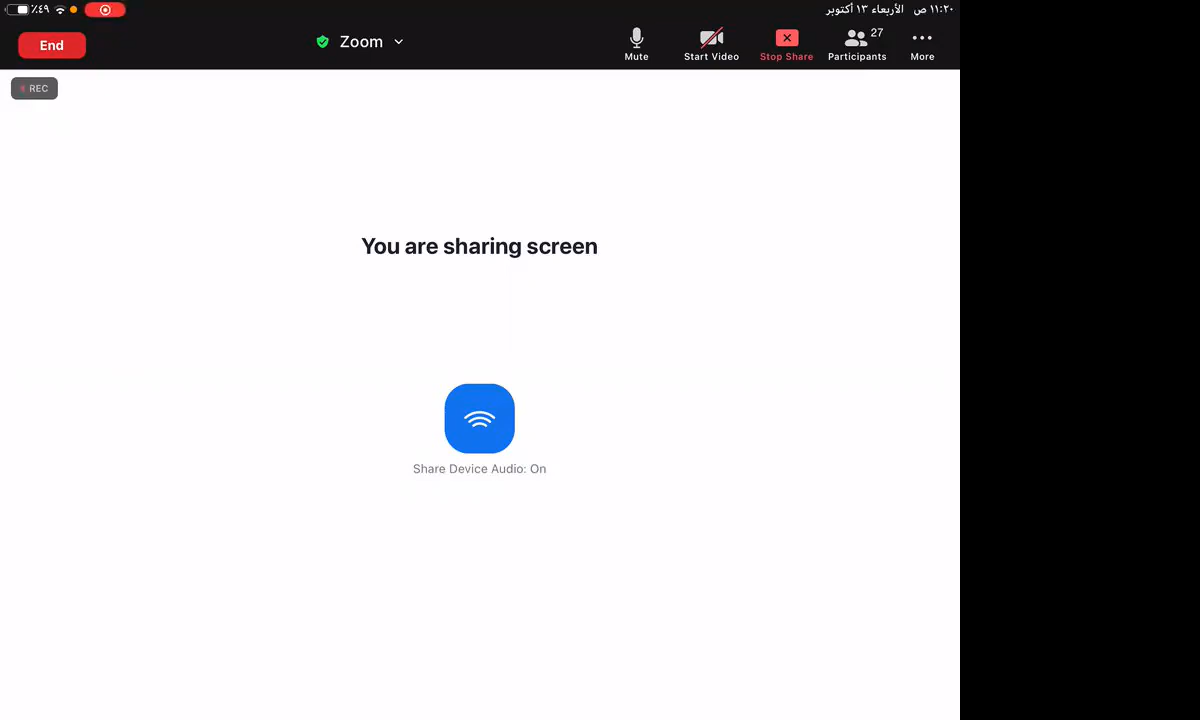 ٪٤٩ الأربعاء ١٣ أكتوبر ١١:٢٠ ص
End
Zoom
Mute
Start Video
Stop Share
27
Participants
More
REC
You are sharing screen
Share Device Audio: On